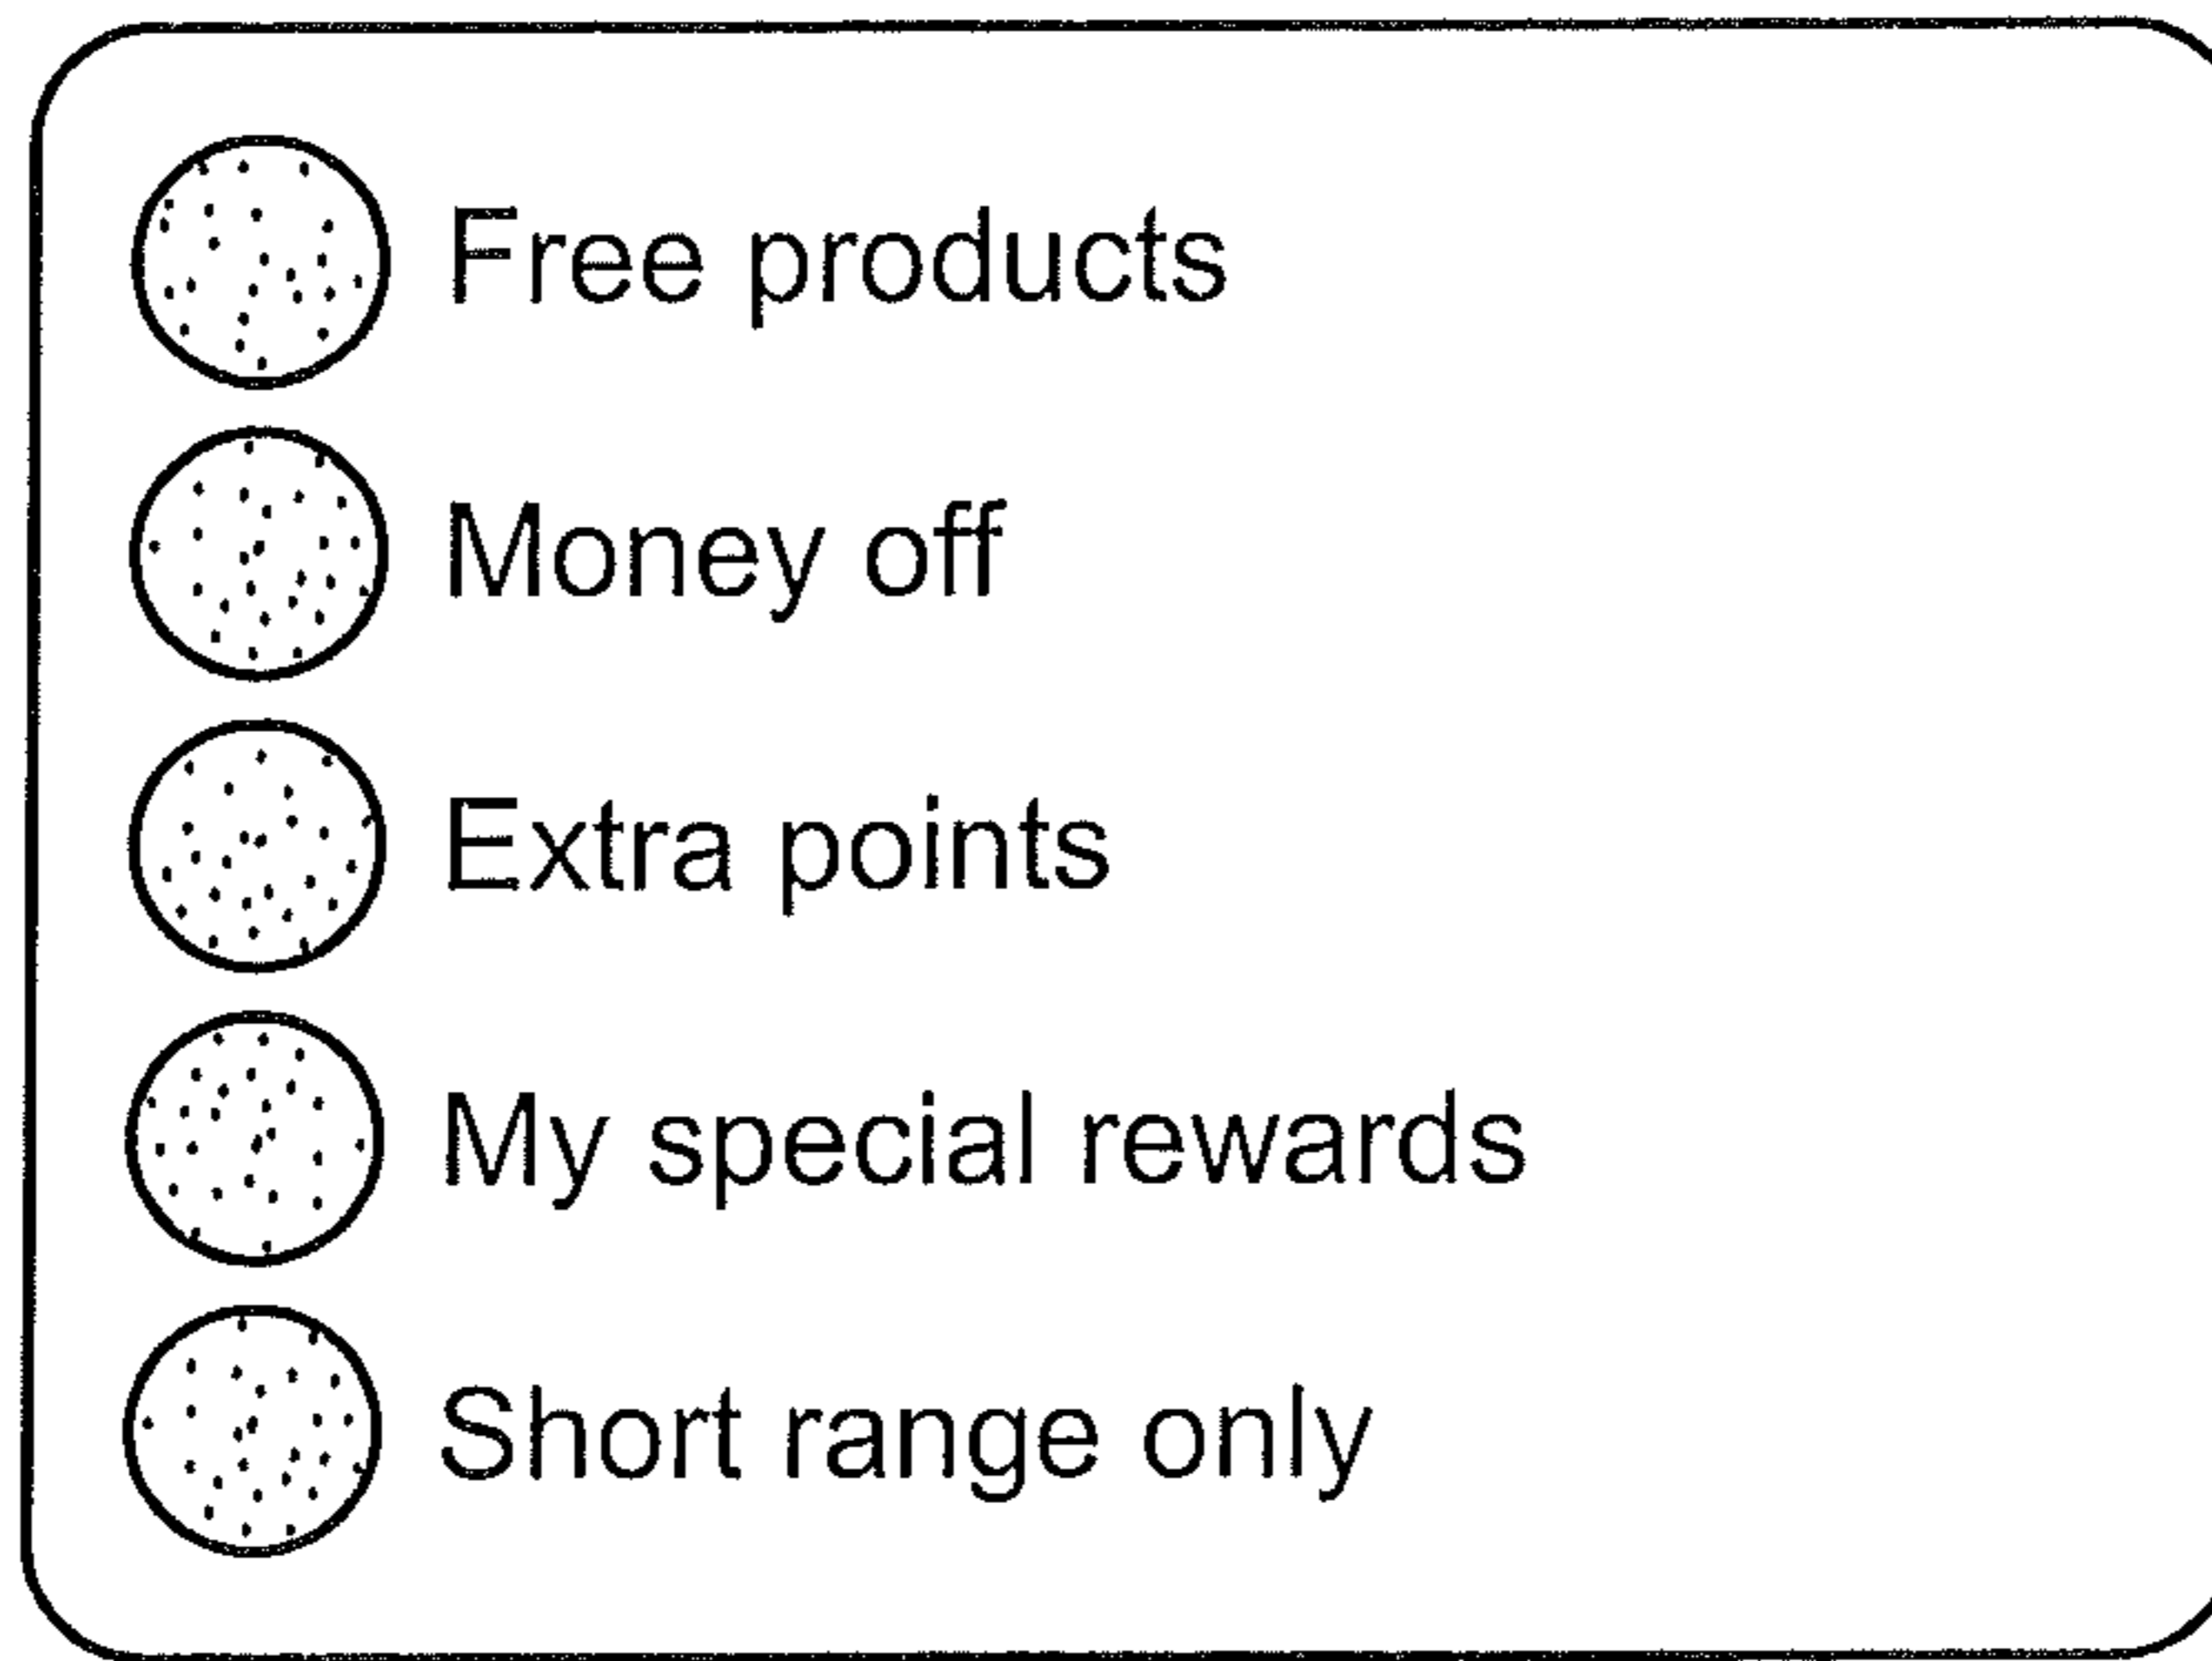 Free products
Money off
Extra points
My special rewards
Short range only